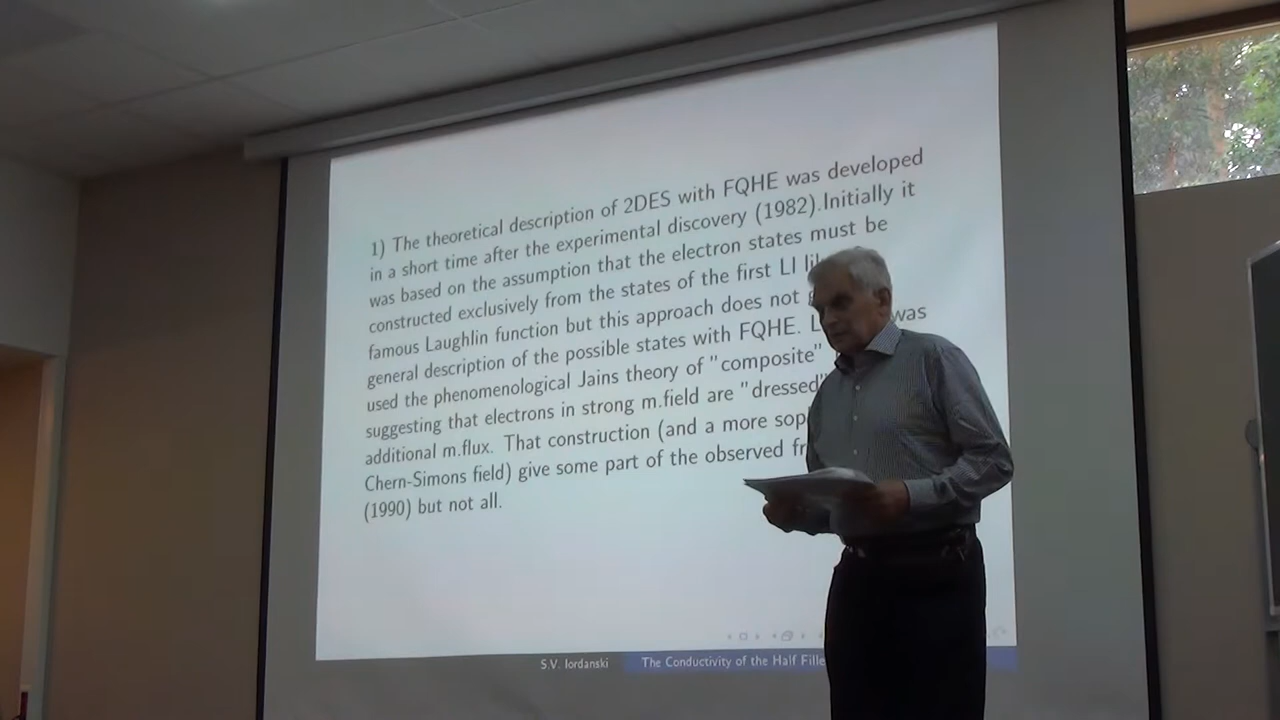 1) The theoretical description of 2DES with FQHE was developed
in a short time after the experimental discovery (1982).Initially it
was based on the assumption that the electron states must be
constructed exclusively from the states of the first Ll
famous Laughlin function but this approach does not
general description of the possible states with FQHE. was
used the phenomenological Jains theory of "composite"
suggesting that electrons in strong m.field are "dressed"
additional m.flux. That construction (and a more
Chern-Simons field) give some part of the observed
(1990) but not all.
S.V. Iordanski The Conductivity of the Half